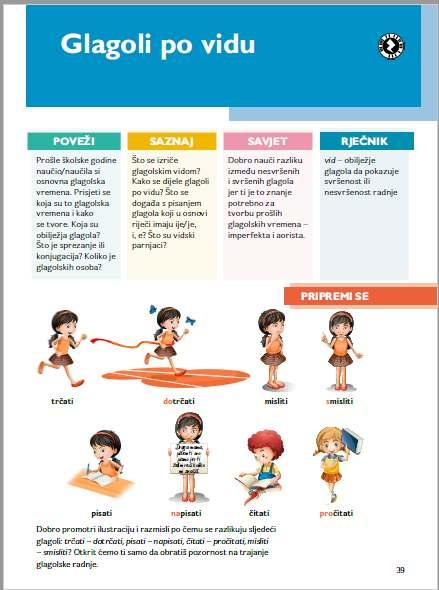 Glagoli po vidu
POVEŽI
Prošle školske godine
naučio/naučila si
osnovna glagolska
vremena. Prisjeti se
koja su to glagolska
vremena i kako
se tvore. Koja su
obilježja glagola?
Što je sprezanje ili
konjugacija? Koliko je
glagolskih osoba?
SAZNAJ
Što se izriče
glagolskim vidom?
Kako se dijele glagoli
po vidu? Što se
događa s pisanjem
glagola koji u osnovi
riječi imaju ije/je,
i, e? Što su vidski
parnjaci?
SAVJET
Dobro nauči razliku
između nesvršenih
i svršenih glagola
jer ti je to znanje
potrebno za
tvorbu prošlih
glagolskih vremena –
imperfekta i aorista.
RJEČNIK
vid – obilježje
glagola da pokazuje
svršenost ili
nesvršenost radnje
PRIPREMI SE
trčati
dotrčati
misliti
smisliti
pisati
napisati
čitati
pročitati
Dobro promotri ilustraciju i razmisli po čemu se razlikuju sljedeći
glagoli: trčati – dotrčati, pisati – napisati, čitati – pročitati, misliti
– smisliti? Otkrit ćemo ti samo da obratiš pozornost na trajanje
glagolske radnje.
39